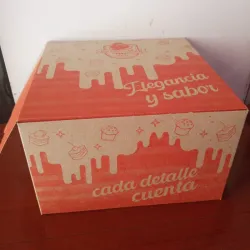 Elegancia
y sabor
cada detalle
cuenta